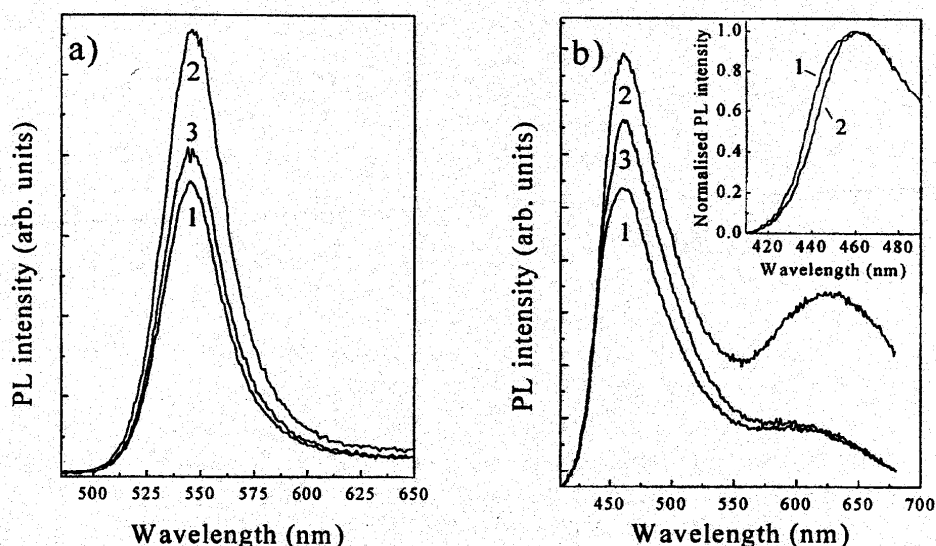 a)
2
3
1
PL intensity (arb. units)
500 525 550 575 600 625 650
Wavelength (nm)
b)
2
3
1
PL intensity (arb. units)
450 500 550 600 650 700
Wavelength (nm)
Normalised PL intensity
1.0
0.8
0.6
0.4
0.2
0.0
1
2
420 440 460 480
Wavelength (nm)